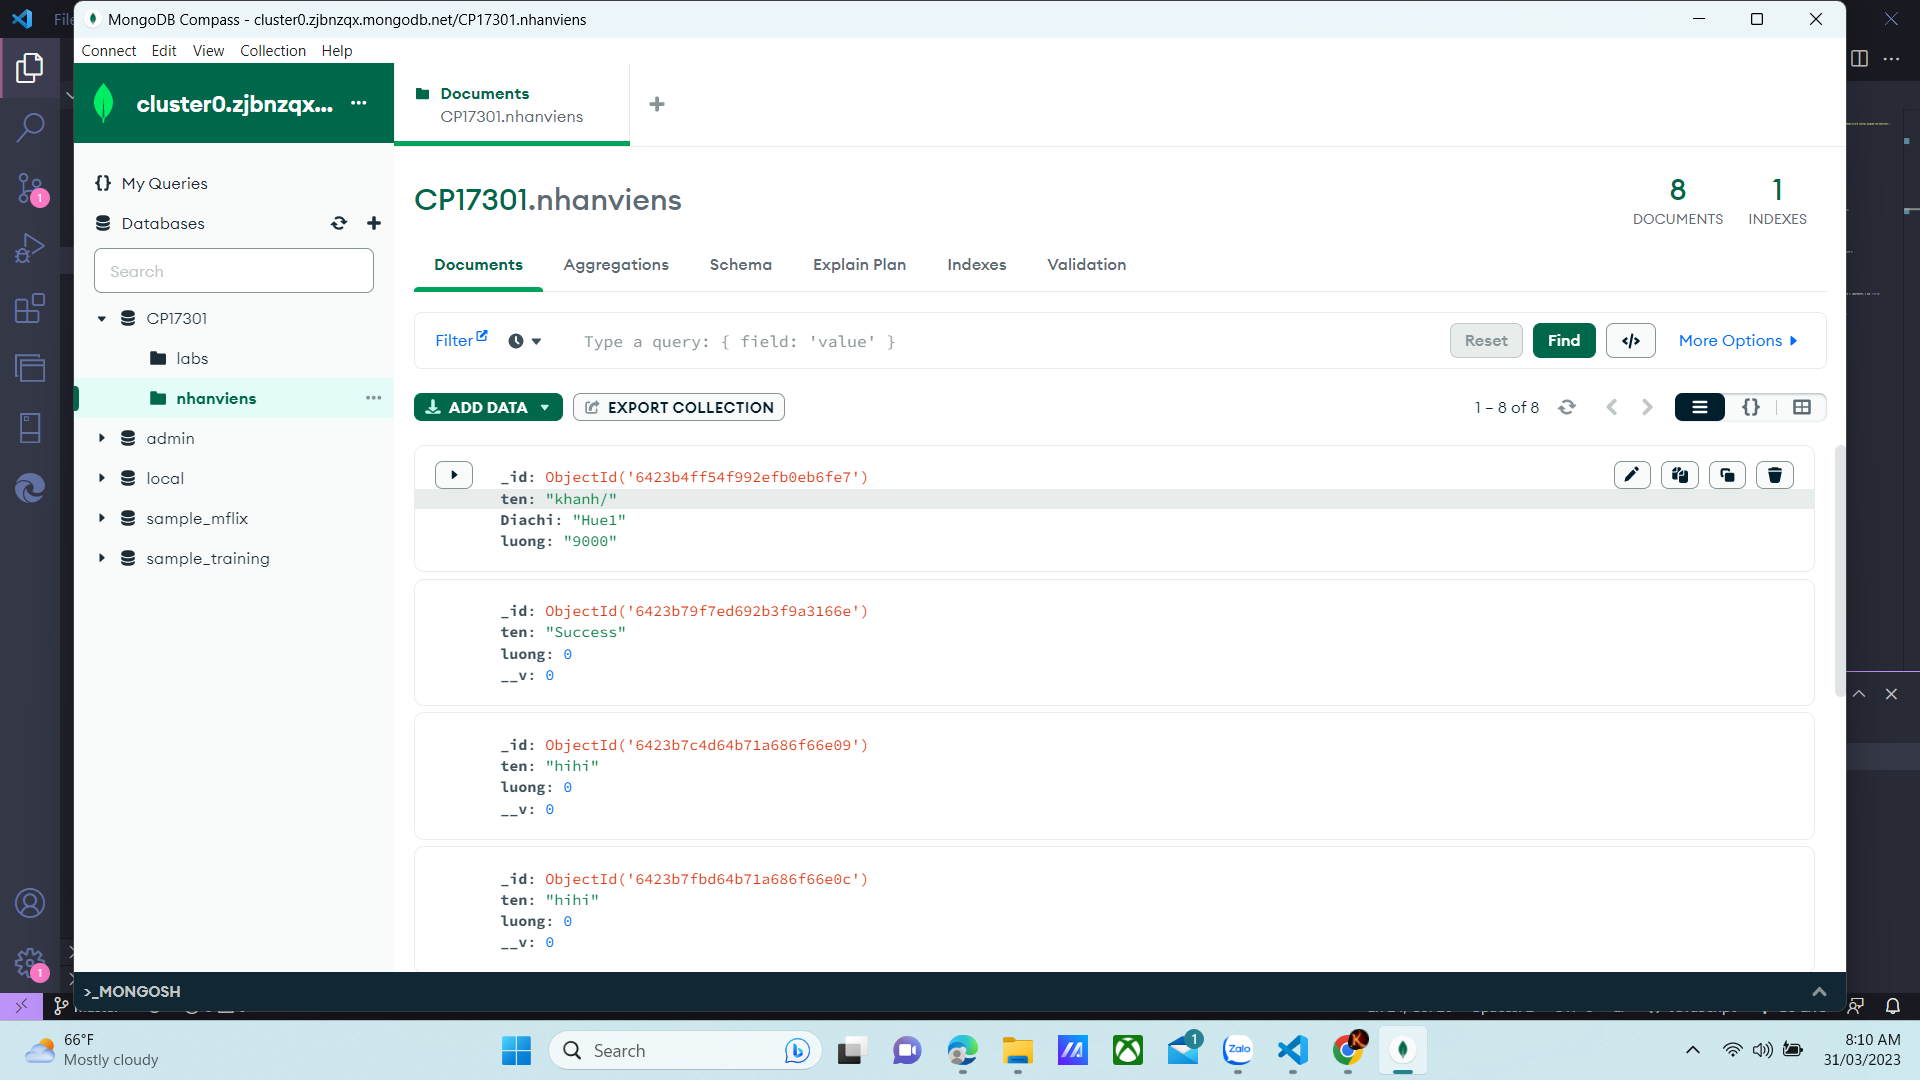 MongoDB Compass - cluster0.zjbnzqx.mongodb.net/CP17301.nhanviens
Connect Edit View Collection Help
cluster0.zjbnzqx... ...
Documents
CP17301.nhanviens
+
{} My Queries
Databases
Search
CP17301
labs
nhanviens
admin
local
sample_mflix
sample_training
CP17301.nhanviens
8
DOCUMENTS
1
INDEXES
Documents Aggregations Schema Explain Plan Indexes Validation
Filter Type a query: { field: 'value' } Reset Find </> More Options
ADD DATA EXPORT COLLECTION 1 – 8 of 8 {}
_id: ObjectId('6423b4ff54f992efb0eb6fe7')
ten: "khanh/"
Diachi: "Hue1"
luong: "9000"
_id: ObjectId('6423b79f7ed692b3f9a3166e')
ten: "Success"
luong: 0
__v: 0
_id: ObjectId('6423b7c4d64b71a686f66e09')
ten: "hihi"
luong: 0
__v: 0
_id: ObjectId('6423b7fbd64b71a686f66e0c')
ten: "hihi"
luong: 0
__v: 0
>_MONGOSH
1
1
66°F
Mostly cloudy
Search
1
Zalo
K
8:10 AM
31/03/2023